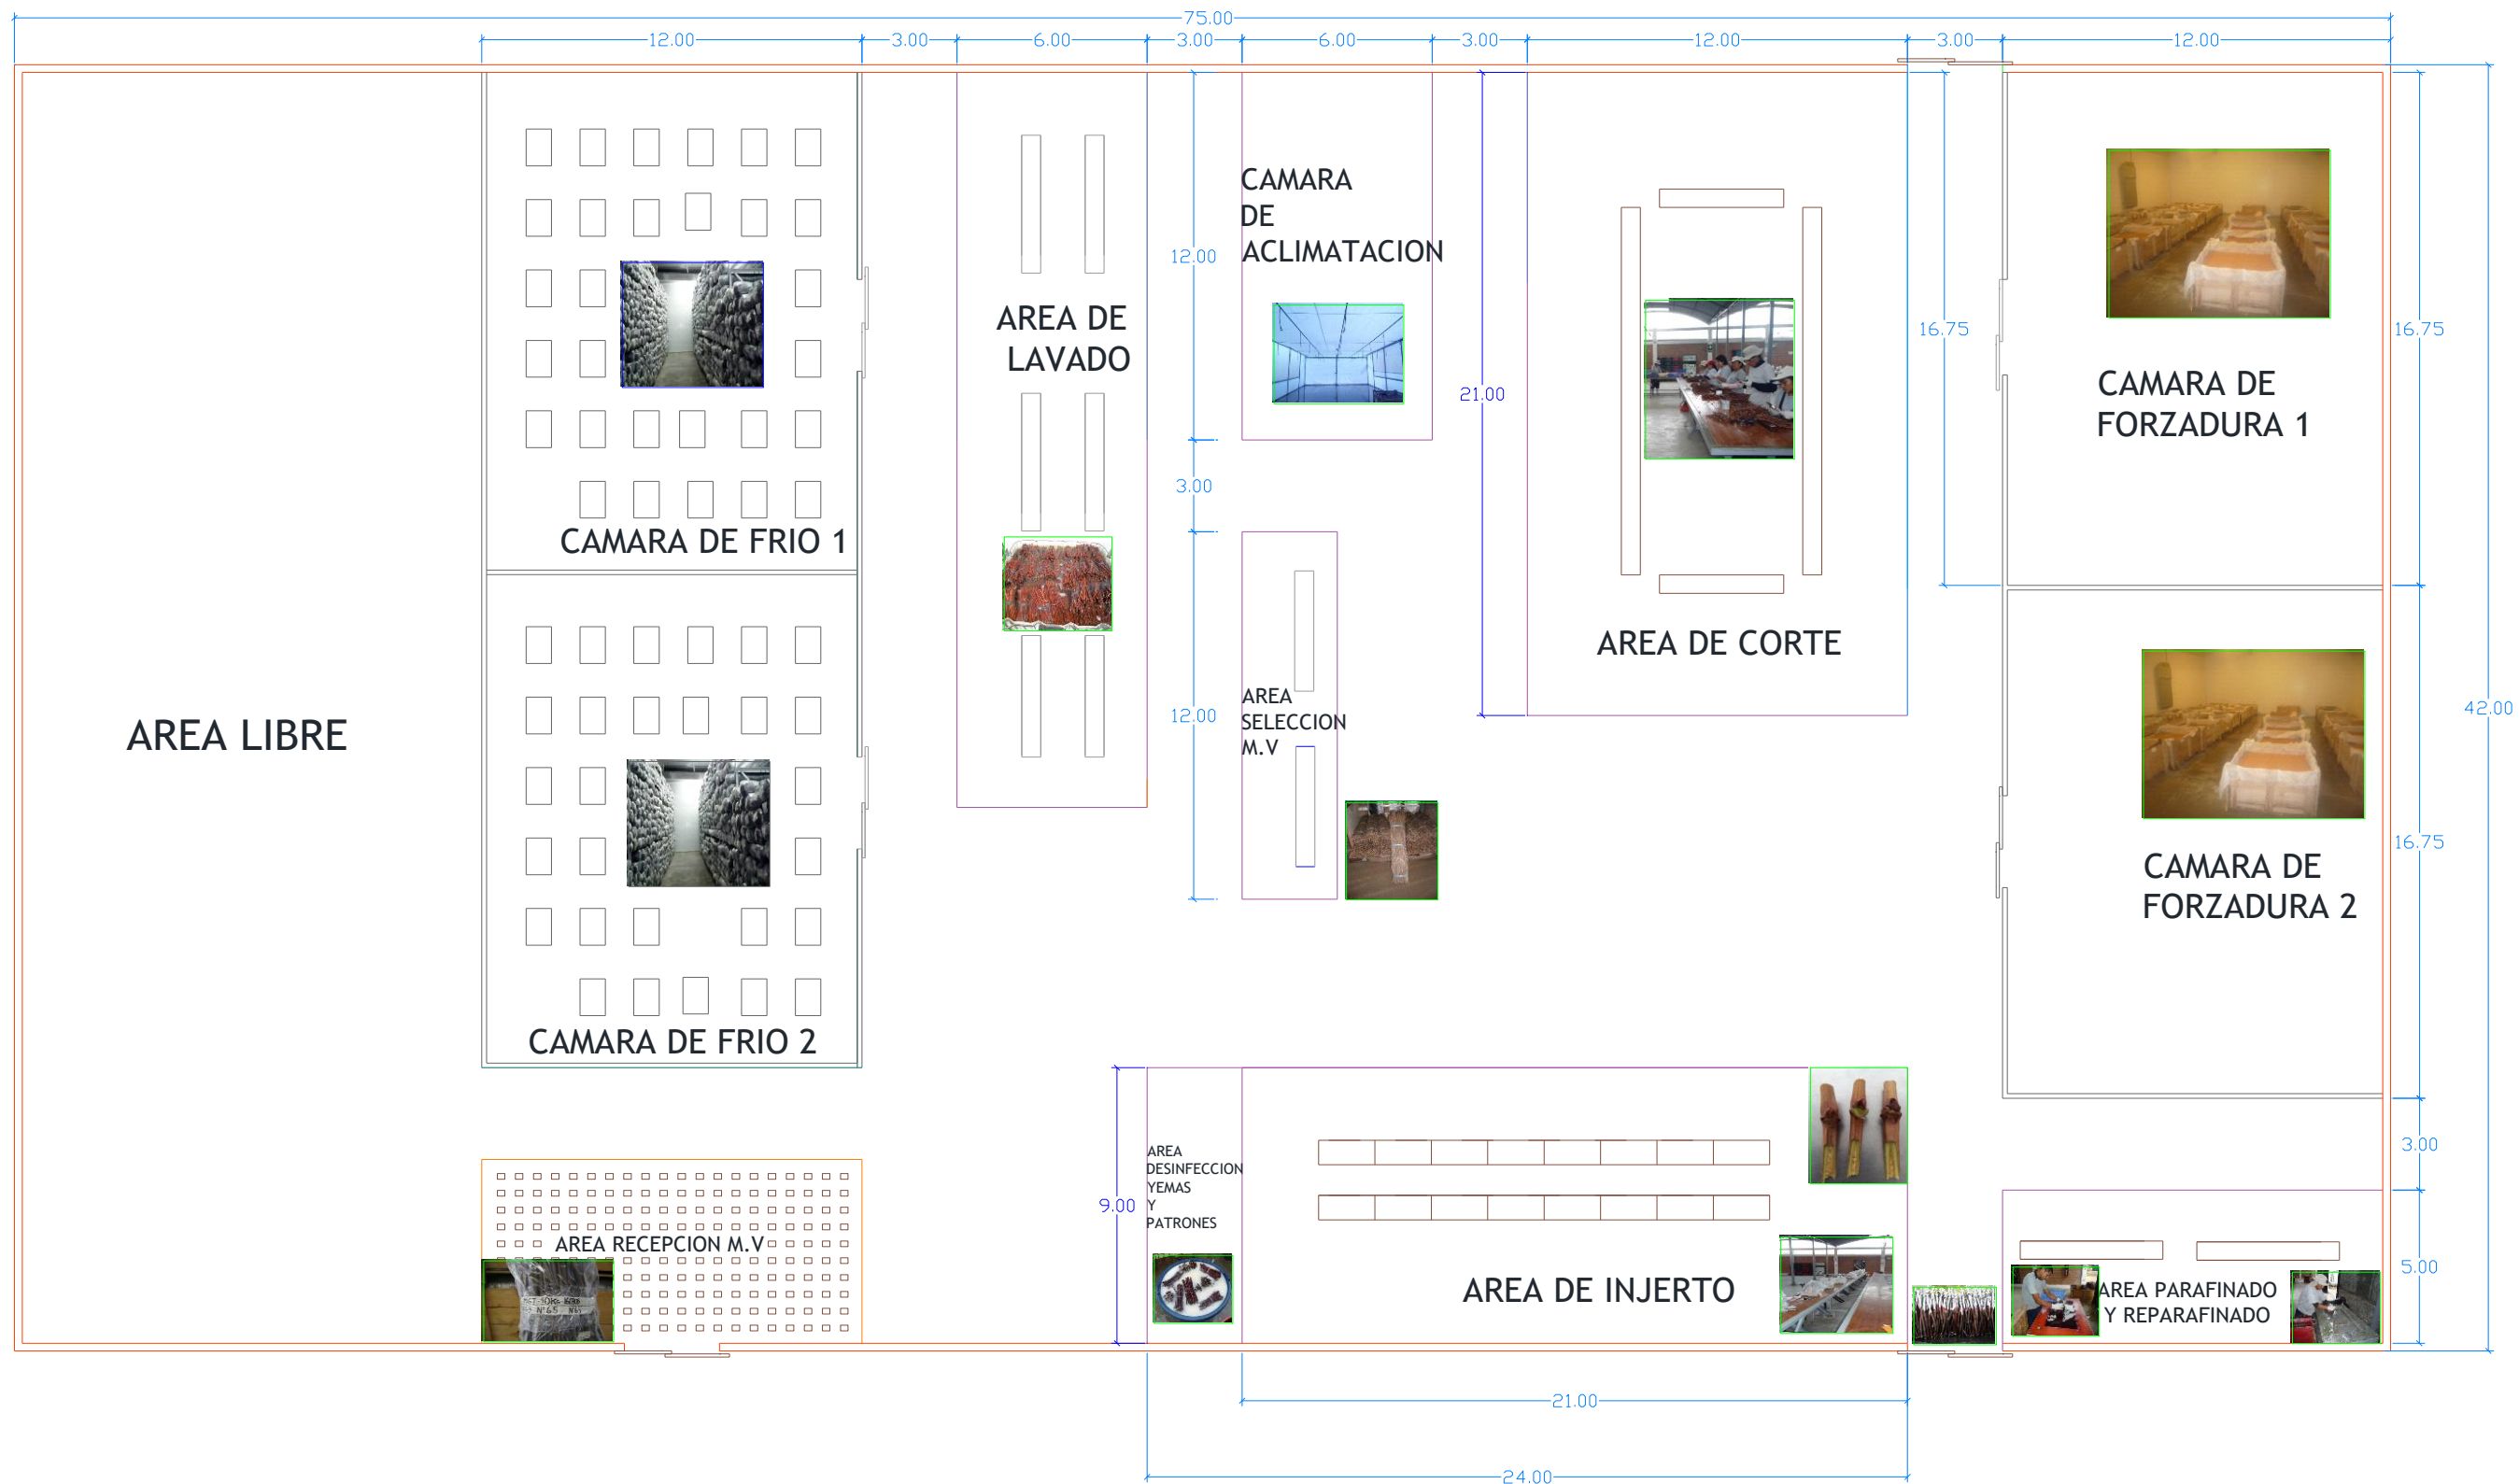 75.00
12.00
3.00
6.00
3.00
6.00
3.00
12.00
3.00
12.00
CAMARA
DE
ACLIMATACION
12.00
AREA DE
LAVADO
16.75
16.75
21.00
CAMARA DE
FORZADURA 1
3.00
CAMARA DE FRIO 1
AREA DE CORTE
AREA
SELECCION
M.V
12.00
42.00
AREA LIBRE
16.75
CAMARA DE
FORZADURA 2
CAMARA DE FRIO 2
3.00
AREA
DESINFECCION
YEMAS
Y
PATRONES
9.00
AREA RECEPCION M.V
5.00
AREA DE INJERTO
AREA PARAFINADO
Y REPARAFINADO
N°65
21.00
24.00